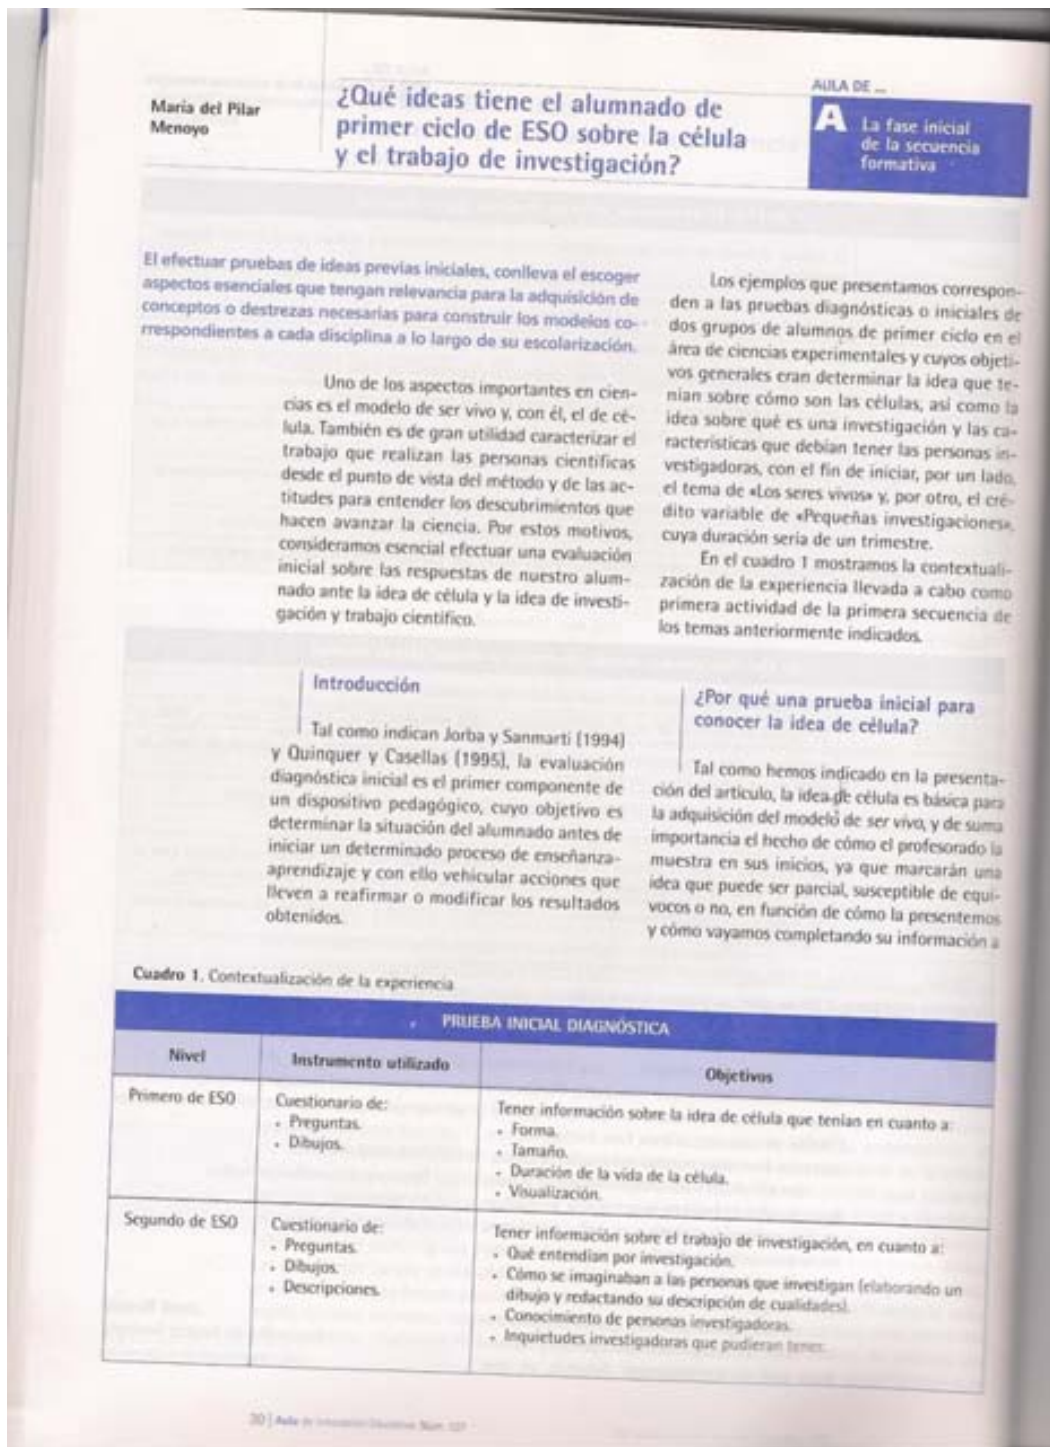 María del Pilar
Menoyo
¿Qué ideas tiene el alumnado de
primer ciclo de ESO sobre la célula
y el trabajo de investigación?
AULA DE ...
A
La fase inicial
de la secuencia
formativa
El efectuar pruebas de ideas previas iniciales, conlleva el escoger
aspectos esenciales que tengan relevancia para la adquisición de
conceptos o destrezas necesarias para construir los modelos co-
rrespondientes a cada disciplina a lo largo de su escolarización.
Uno de los aspectos importantes en cien-
cias es el modelo de ser vivo y, con él, el de cé-
lula. También es de gran utilidad caracterizar el
trabajo que realizan las personas científicas
desde el punto de vista del método y de las ac-
titudes para entender los descubrimientos que
hacen avanzar la ciencia. Por estos motivos,
consideramos esencial efectuar una evaluación
inicial sobre las respuestas de nuestro alum-
nado ante la idea de célula y la idea de investi-
gación y trabajo científico.
Introducción
Tal como indican Jorba y Sanmartí (1994)
y Quinquer y Casellas (1995), la evaluación
diagnóstica inicial es el primer componente de
un dispositivo pedagógico, cuyo objetivo es
determinar la situación del alumnado antes de
iniciar un determinado proceso de enseñanza-
aprendizaje y con ello vehicular acciones que
lleven a reafirmar o modificar los resultados
obtenidos.
Los ejemplos que presentamos correspon-
den a las pruebas diagnósticas o iniciales de
dos grupos de alumnos de primer ciclo en el
área de ciencias experimentales y cuyos objeti-
vos generales eran determinar la idea que te-
nían sobre cómo son las células, así como la
idea sobre qué es una investigación y las ca-
racterísticas que debían tener las personas in-
vestigadoras, con el fin de iniciar, por un lado,
el tema de «Los seres vivos» y, por otro, el cré-
dito variable de «Pequeñas investigaciones»,
cuya duración sería de un trimestre.
En el cuadro 1 mostramos la contextuali-
zación de la experiencia llevada a cabo como
primera actividad de la primera secuencia de
los temas anteriormente indicados.
¿Por qué una prueba inicial para
conocer la idea de célula?
Tal como hemos indicado en la presenta-
ción del artículo, la idea de célula es básica para
la adquisición del modelo de ser vivo, y de suma
importancia el hecho de cómo el profesorado la
muestra en sus inicios, ya que marcarán una
idea que puede ser parcial, susceptible de equí-
vocos o no, en función de cómo la presentemos
y cómo vayamos completando su información a
Cuadro 1. Contextualización de la experiencia
PRUEBA INICIAL DIAGNÓSTICA
Nivel
Instrumento utilizado
Objetivos
Primero de ESO
Cuestionario de:
• Preguntas.
• Dibujos.
Tener información sobre la idea de célula que tenían en cuanto a:
• Forma.
• Tamaño.
• Duración de la vida de la célula.
• Visualización.
Segundo de ESO
Cuestionario de:
• Preguntas.
• Dibujos.
• Descripciones.
Tener información sobre el trabajo de investigación, en cuanto a:
• Qué entendían por investigación.
• Cómo se imaginaban a las personas que investigan (elaborando un
dibujo y redactando su descripción de cualidades).
• Conocimiento de personas investigadoras.
• Inquietudes investigadoras que pudieran tener.
30 | Aula de Innovación Educativa. Núm.